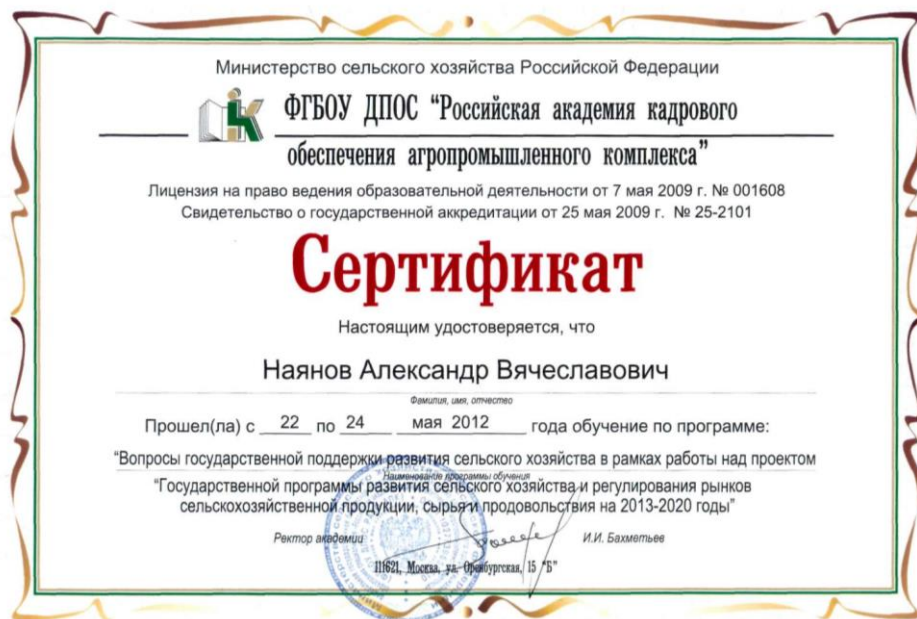 Министерство сельского хозяйства Российской Федерации
ФГБОУ ДПОС “Российская академия кадрового
обеспечения агропромышленного комплекса”
Лицензия на право ведения образовательной деятельности от 7 мая 2009 г. № 001608
Свидетельство о государственной аккредитации от 25 мая 2009 г. № 25-2101
Сертификат
Настоящим удостоверяется, что
Наянов Александр Вячеславович
Фамилия, имя, отчество
Прошел(ла) с 22 по 24 мая 2012 года обучение по программе:
“Вопросы государственной поддержки развития сельского хозяйства в рамках работы над проектом
Наименование программы обучения
“Государственной программы развития сельского хозяйства и регулирования рынков
сельскохозяйственной продукции, сырья и продовольствия на 2013-2020 годы”
Ректор академии И.И. Бахметьев
111621, Москва, ул. Оренбургская, 15 “Б”